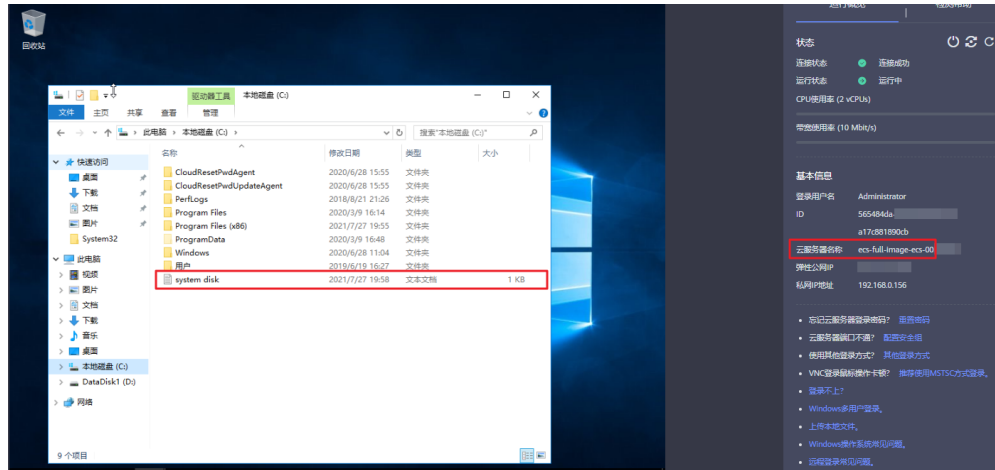 回收站
驱动器工具 本地磁盘 (C:)
文件 主页 共享 查看 管理
此电脑 › 本地磁盘 (C:) ›
搜索"本地磁盘 (C:)"
名称 修改日期 类型 大小
快速访问
桌面
下载
文档
图片
System32
此电脑
视频
图片
文档
下载
音乐
桌面
本地磁盘 (C:)
DataDisk1 (D:)
网络
CloudResetPwdAgent 2020/6/28 15:55 文件夹
CloudResetPwdUpdateAgent 2020/6/28 15:55 文件夹
PerfLogs 2018/8/21 21:26 文件夹
Program Files 2020/3/9 16:14 文件夹
Program Files (x86) 2021/7/27 19:55 文件夹
ProgramData 2020/3/9 16:48 文件夹
Windows 2020/6/28 11:04 文件夹
用户 2019/6/19 16:27 文件夹
system disk 2021/7/27 19:58 文本文档 1 KB
9 个项目
状态
连接状态 连接成功
运行状态 运行中
CPU使用率 (2 vCPUs)
带宽使用率 (10 Mbit/s)
基本信息
登录用户名 Administrator
ID 565484da-
a17c881890cb
云服务器名称 ecs-full-image-ecs-00
弹性公网IP
私网IP地址 192.168.0.156
忘记云服务器登录密码? 重置密码
云服务器端口不通? 配置安全组
使用其他登录方式? 其他登录方式
VNC登录鼠标操作卡顿? 推荐使用MSTSC方式登录。
登录不上?
Windows多用户登录。
上传本地文件。
Windows操作系统常见问题。
远程登录常见问题。